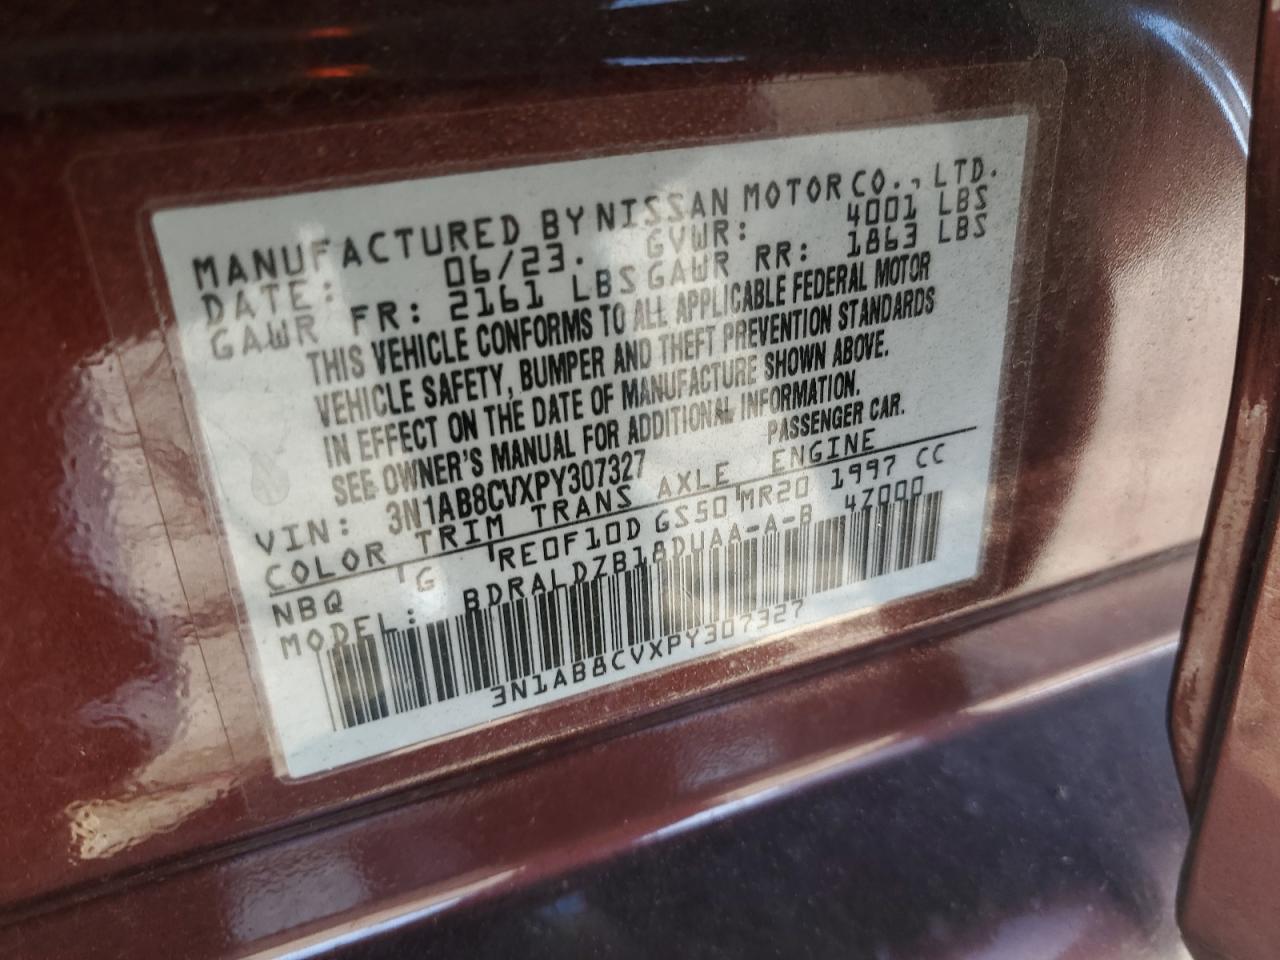 MANUFACTURED BY NISSAN MOTOR CO., LTD.
DATE: 06/23. GVWR: 4001 LBS
GAWR FR: 2161 LBS GAWR RR: 1863 LBS
THIS VEHICLE CONFORMS TO ALL APPLICABLE FEDERAL MOTOR
VEHICLE SAFETY, BUMPER AND THEFT PREVENTION STANDARDS
IN EFFECT ON THE DATE OF MANUFACTURE SHOWN ABOVE.
SEE OWNER'S MANUAL FOR ADDITIONAL INFORMATION.
VIN: 3N1AB8CVXPY307327 PASSENGER CAR.
COLOR TRIM TRANS AXLE ENGINE
NBQ G RE0F10D GS50 MR20 1997 CC
MODEL: BDRALDZB18DUAA-A-B 4Z000
3N1AB8CVXPY307327